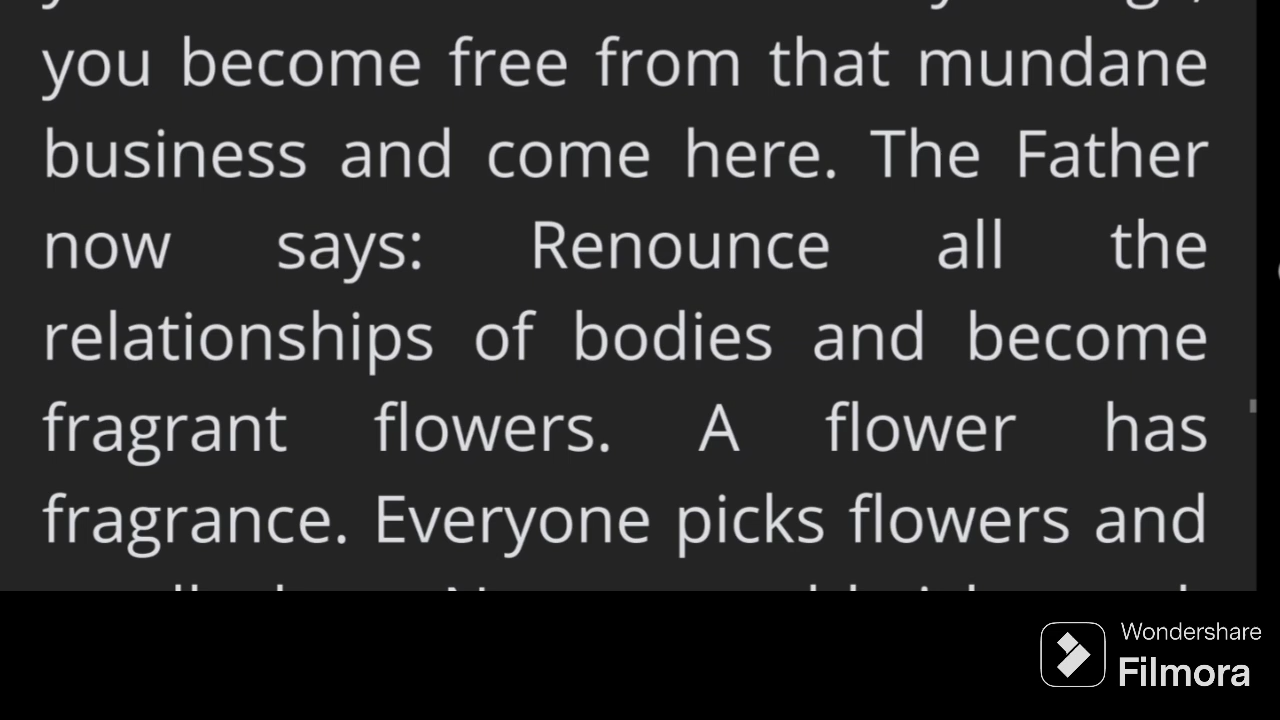 you become free from that mundane
business and come here. The Father
now says: Renounce all the
relationships of bodies and become
fragrant flowers. A flower has
fragrance. Everyone picks flowers and
Wondershare
Filmora